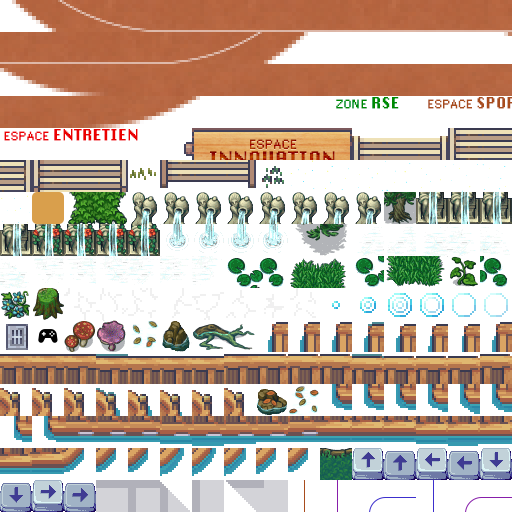 ZONE RSE
ESPACE SPOR
ESPACE ENTRETIEN
ESPACE
INNOVATION